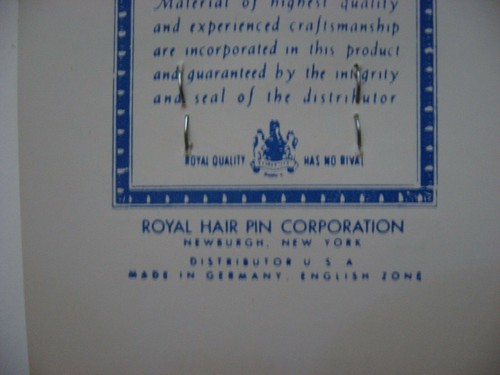 Material of highest quality
and experienced craftsmanship
are incorporated in this product
and guaranteed by the integrity
and seal of the distributor
ROYAL QUALITY HAS NO RIVAL
ROYAL HAIR PIN CORPORATION
NEWBURGH, NEW YORK
DISTRIBUTOR U S A
MADE IN GERMANY, ENGLISH ZONE